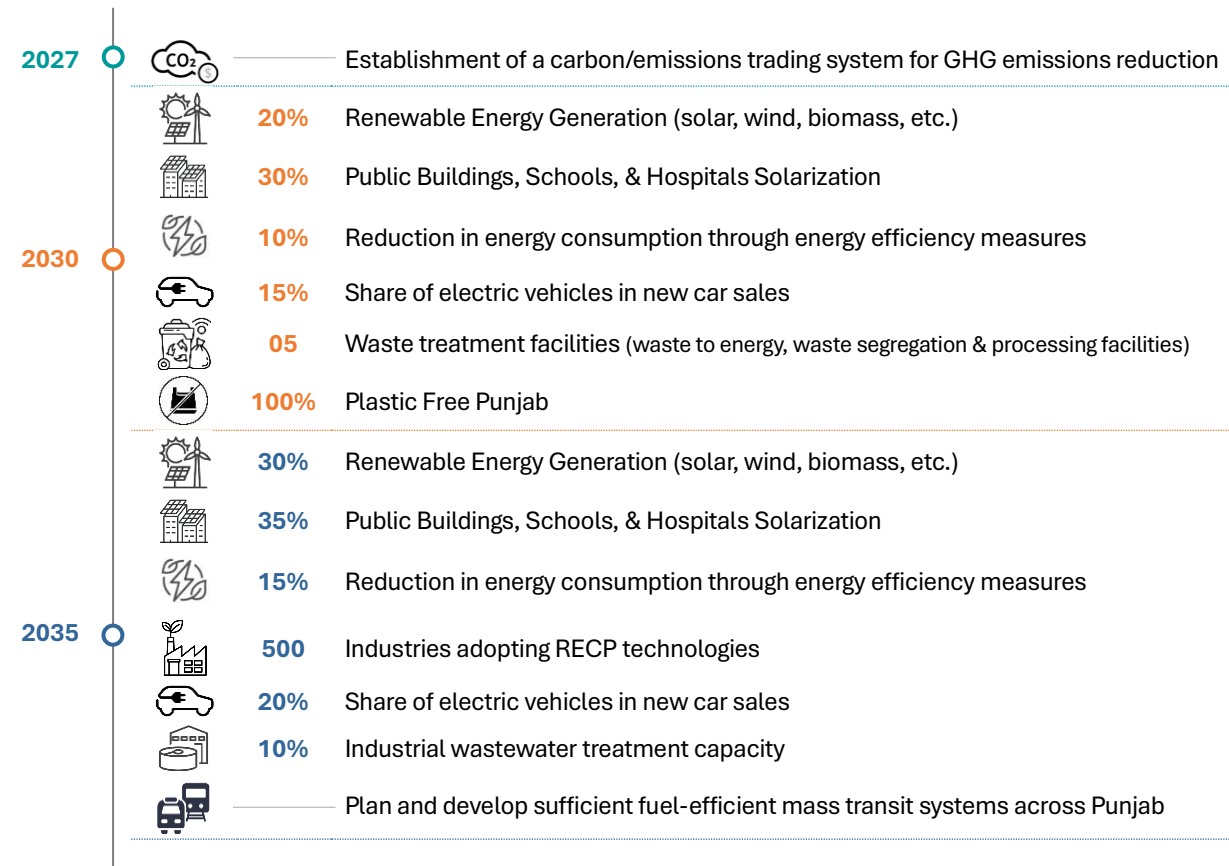 2027 CO₂ $ Establishment of a carbon/emissions trading system for GHG emissions reduction
20% Renewable Energy Generation (solar, wind, biomass, etc.)
30% Public Buildings, Schools, & Hospitals Solarization
10% Reduction in energy consumption through energy efficiency measures
2030
15% Share of electric vehicles in new car sales
05 Waste treatment facilities (waste to energy, waste segregation & processing facilities)
100% Plastic Free Punjab
30% Renewable Energy Generation (solar, wind, biomass, etc.)
35% Public Buildings, Schools, & Hospitals Solarization
15% Reduction in energy consumption through energy efficiency measures
2035
500 Industries adopting RECP technologies
20% Share of electric vehicles in new car sales
10% Industrial wastewater treatment capacity
Plan and develop sufficient fuel-efficient mass transit systems across Punjab